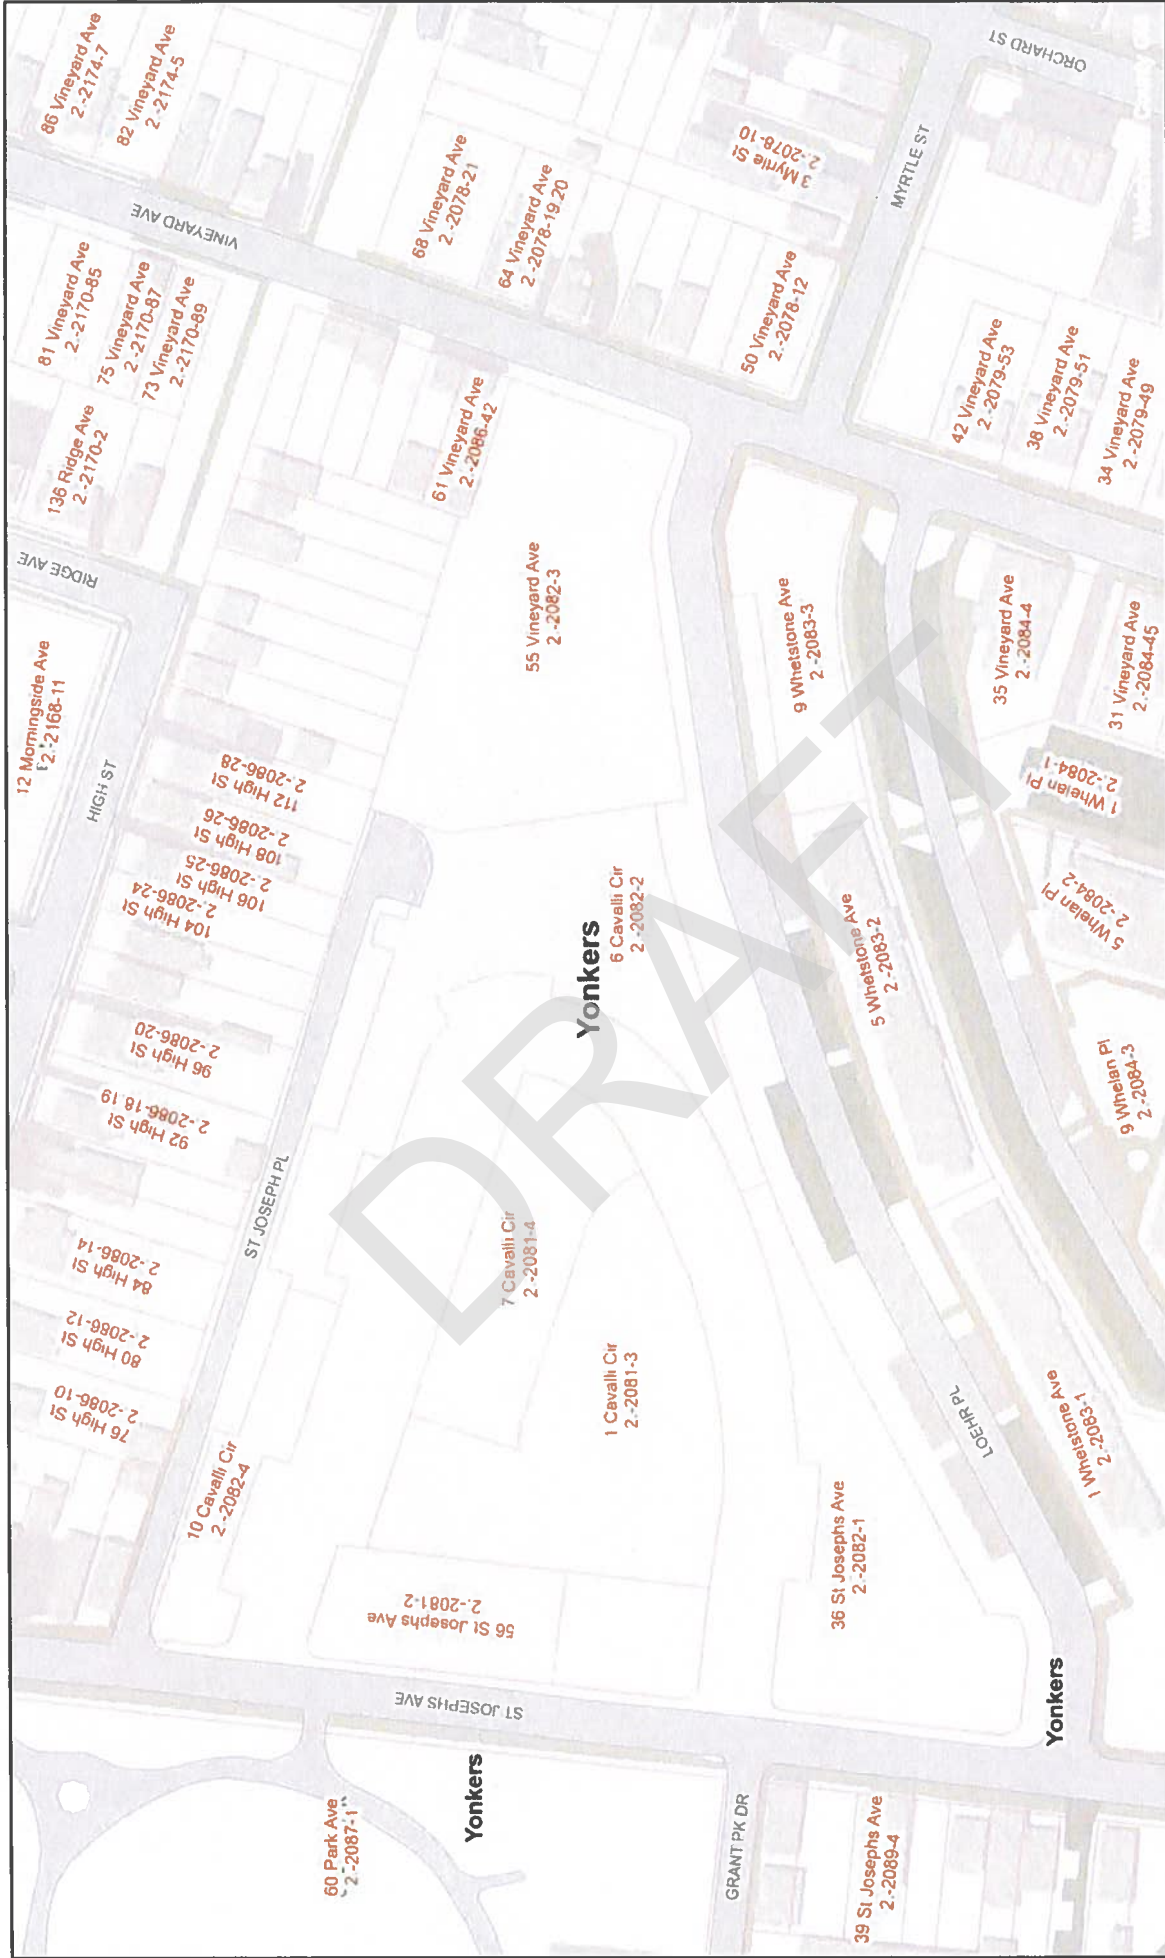 86 Vineyard Ave
2.-2174-7
82 Vineyard Ave
2.-2174-5
VINEYARD AVE
81 Vineyard Ave
2.-2170-85
75 Vineyard Ave
2.-2170-87
73 Vineyard Ave
2.-2170-89
136 Ridge Ave
2.-2170-2
RIDGE AVE
12 Morningside Ave
2.-2168-11
HIGH ST
ORCHARD ST
MYRTLE ST
3 Myrtle St
2.-2078-10
68 Vineyard Ave
2.-2078-21
64 Vineyard Ave
2.-2078-19.20
50 Vineyard Ave
2.-2078-12
61 Vineyard Ave
2.-2086-42
42 Vineyard Ave
2.-2079-53
38 Vineyard Ave
2.-2079-51
34 Vineyard Ave
2.-2079-49
55 Vineyard Ave
2.-2082-3
9 Whetstone Ave
2.-2083-3
35 Vineyard Ave
2.-2084-4
31 Vineyard Ave
2.-2084-45
1 Whelan Pl
2.-2084-1
5 Whelan Pl
2.-2084-2
9 Whelan Pl
2.-2084-3
112 High St
2.-2086-28
108 High St
2.-2086-26
106 High St
2.-2086-25
104 High St
2.-2086-24
96 High St
2.-2086-20
92 High St
2.-2086-18.19
84 High St
2.-2086-14
80 High St
2.-2086-12
76 High St
2.-2086-10
ST JOSEPH PL
6 Cavalli Cir
2.-2082-2
Yonkers
5 Whetstone Ave
2.-2083-2
DRAFT
7 Cavalli Cir
2.-2081-4
1 Cavalli Cir
2.-2081-3
10 Cavalli Cir
2.-2082-4
LOEHR PL
1 Whetstone Ave
2.-2083-1
36 St Josephs Ave
2.-2082-1
56 St Josephs Ave
2.-2081-2
ST JOSEPHS AVE
Yonkers
Yonkers
60 Park Ave
2.-2087-1
GRANT PK DR
39 St Josephs Ave
2.-2089-4